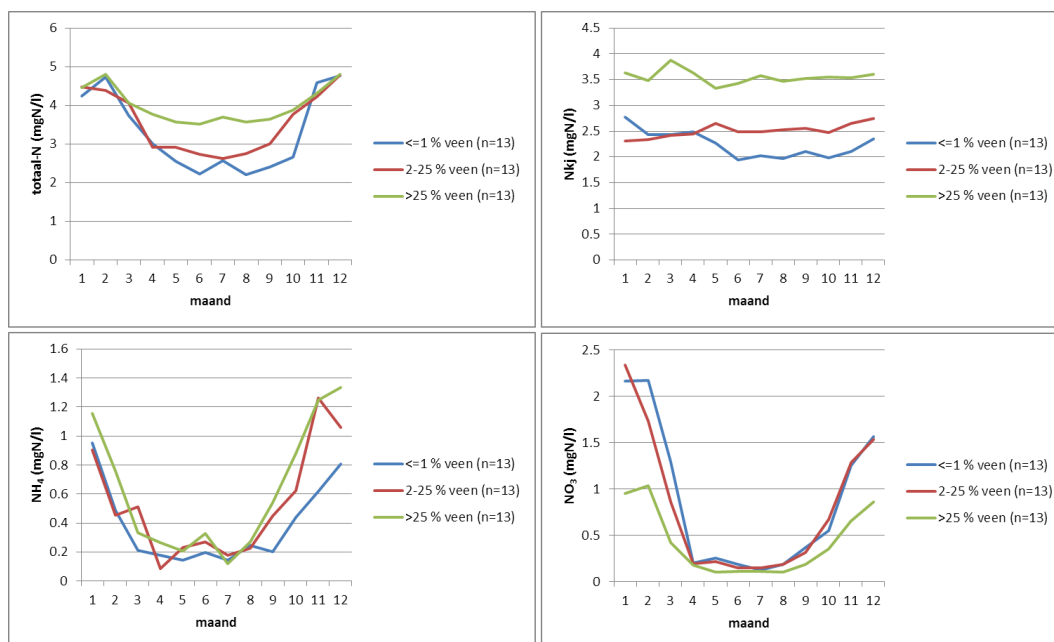 totaal-N (mgN/l)
6
5
4
3
2
1
0
1 2 3 4 5 6 7 8 9 10 11 12
maand
<=1 % veen (n=13)
2-25 % veen (n=13)
>25 % veen (n=13)
Nkj (mgN/l)
4.5
4
3.5
3
2.5
2
1.5
1
0.5
0
1 2 3 4 5 6 7 8 9 10 11 12
maand
<=1 % veen (n=13)
2-25 % veen (n=13)
>25 % veen (n=13)
NH4 (mgN/l)
1.6
1.4
1.2
1
0.8
0.6
0.4
0.2
0
1 2 3 4 5 6 7 8 9 10 11 12
maand
<=1 % veen (n=13)
2-25 % veen (n=13)
>25 % veen (n=13)
NO3 (mgN/l)
2.5
2
1.5
1
0.5
0
1 2 3 4 5 6 7 8 9 10 11 12
maand
<=1 % veen (n=13)
2-25 % veen (n=13)
>25 % veen (n=13)